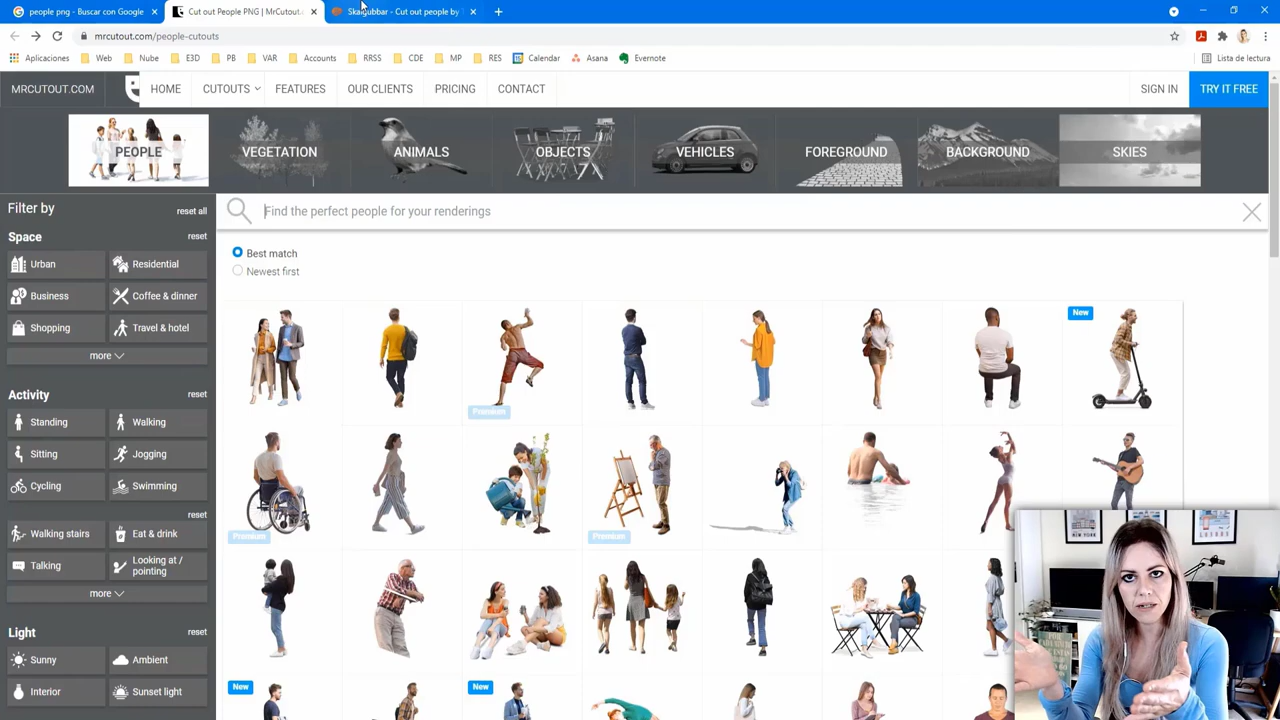 people png - Buscar con Google
Cut out People PNG | MrCutout.
Skalgubbar - Cut out people by T
mrcutout.com/people-cutouts
Aplicaciones Web Nube E3D PB VAR Accounts RRSS CDE MP RES Calendar Asana Evernote Lista de lectura
MRCUTOUT.COM HOME CUTOUTS FEATURES OUR CLIENTS PRICING CONTACT SIGN IN TRY IT FREE
PEOPLE VEGETATION ANIMALS OBJECTS VEHICLES FOREGROUND BACKGROUND SKIES
Filter by reset all
Find the perfect people for your renderings
Space reset
Urban Residential
Business Coffee & dinner
Shopping Travel & hotel
more
Best match
Newest first
New
Premium
Activity reset
Standing Walking
Sitting Jogging
Cycling Swimming
reset
Walking stairs Eat & drink
Talking Looking at / pointing
more
Premium
Premium
NEW YORK
Light reset
Sunny Ambient
Interior Sunset light
New
New